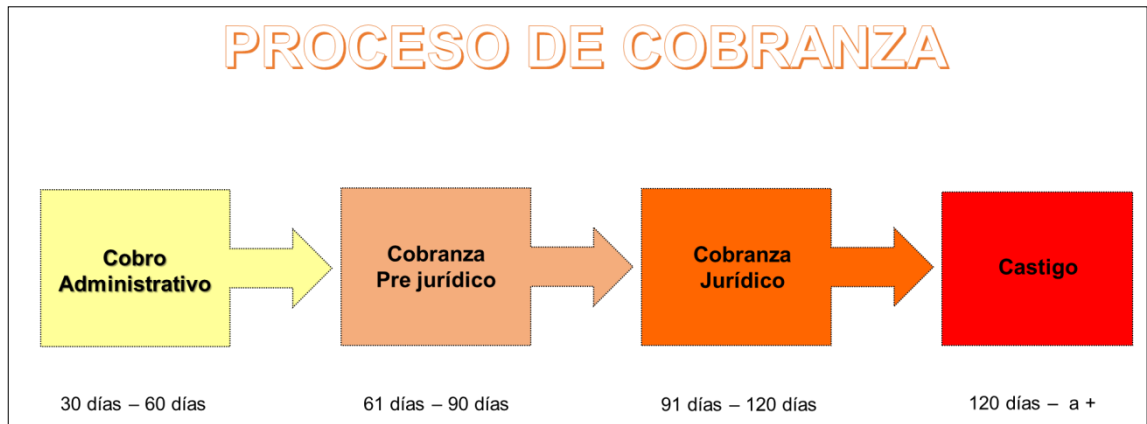 PROCESO DE COBRANZA
Cobro
Administrativo
Cobranza
Pre jurídico
Cobranza
Jurídico
Castigo
30 días – 60 días
61 días – 90 días
91 días – 120 días
120 días – a +